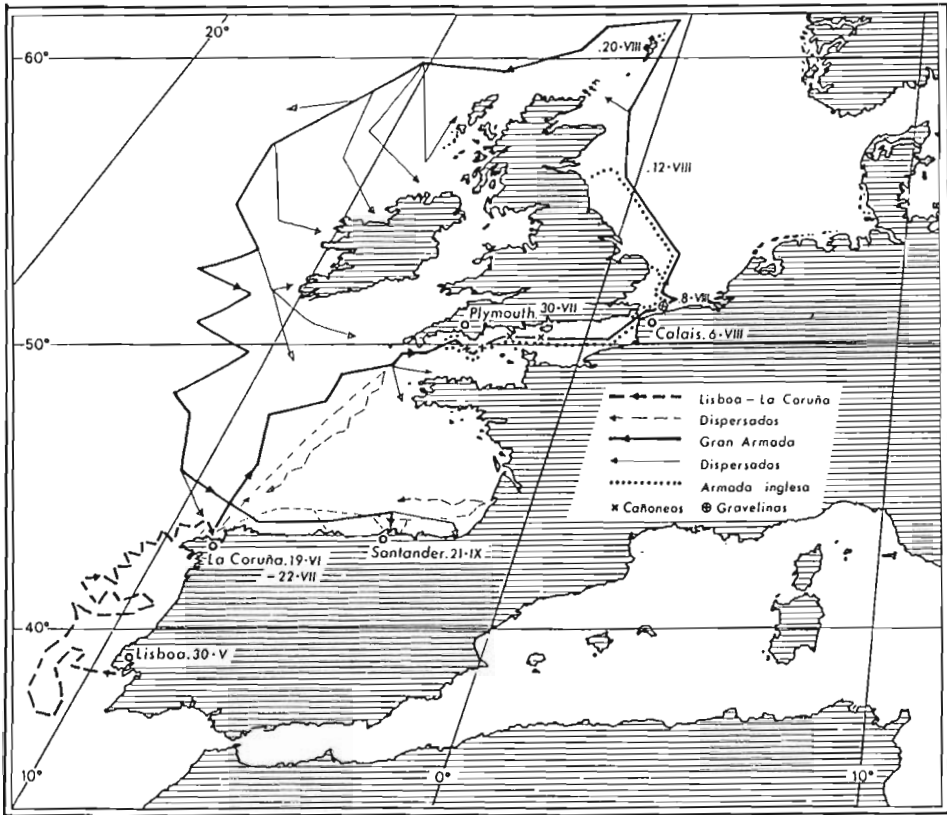 20°
60°
.20·VIII
.12·VIII
Plymouth. 30·VII
8·VIII
Calais. 6·VIII
50°
Lisboa – La Coruña
Dispersados
Gran Armada
Dispersados
Armada inglesa
× Cañoneos ⊕ Gravelinas
La Coruña. 19·VI
– 22·VII
Santander. 21·IX
40°
Lisboa. 30·V
10°
0°
10°